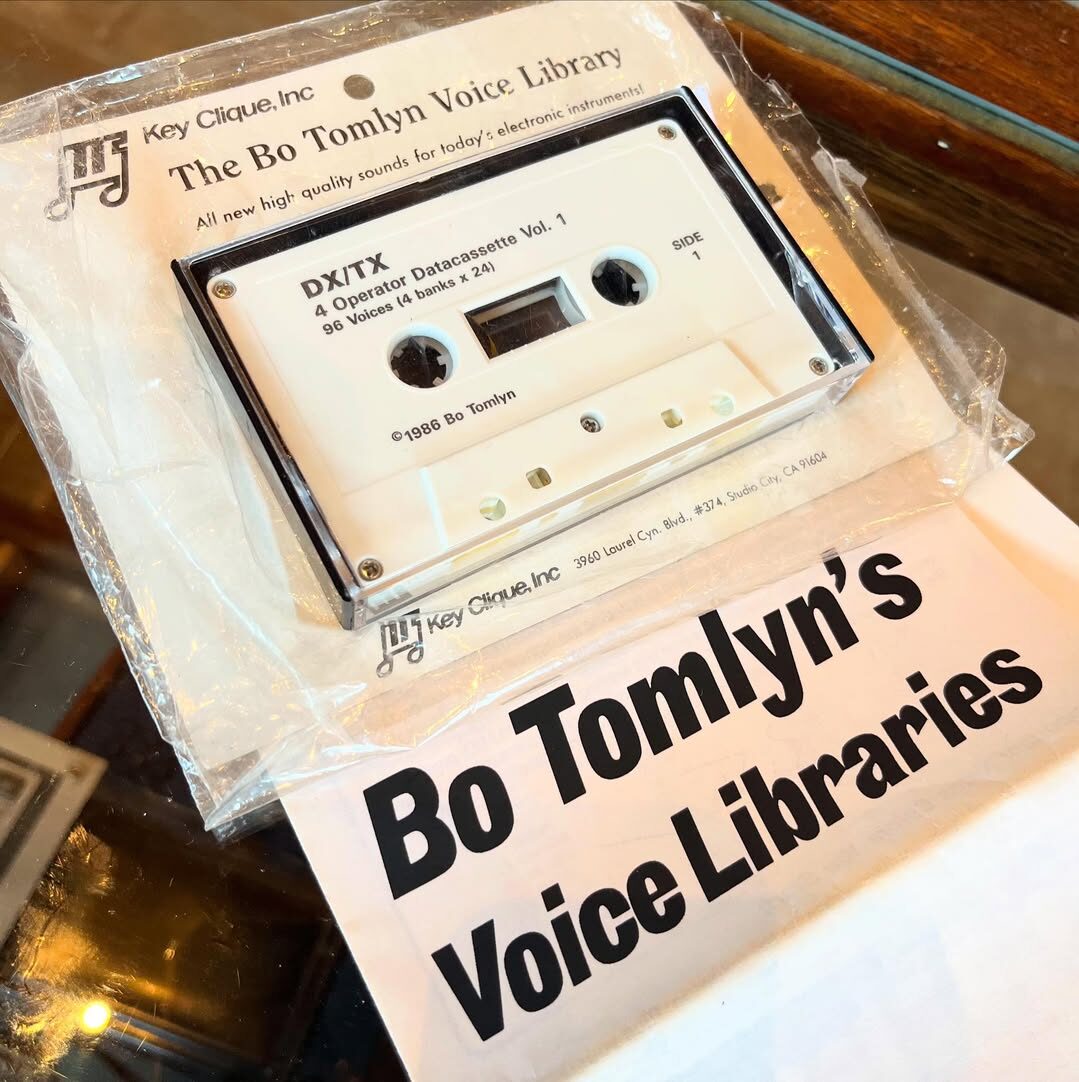 Key Clique, Inc
The Bo Tomlyn Voice Library
All new high quality sounds for today's electronic instruments!
DX/TX
4 Operator Datacassette Vol. 1
96 Voices (4 banks x 24)
SIDE
1
©1986 Bo Tomlyn
Key Clique, Inc 3960 Laurel Cyn. Blvd., #374, Studio City, CA 91604
Bo Tomlyn's
Voice Libraries